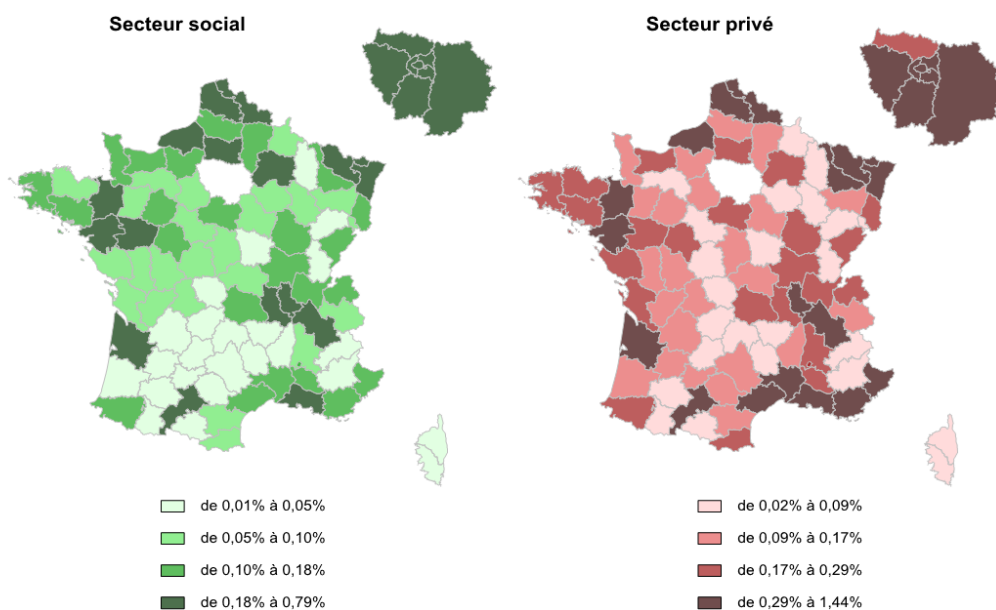 Secteur social
Secteur privé
de 0,01% à 0,05%
de 0,05% à 0,10%
de 0,10% à 0,18%
de 0,18% à 0,79%
de 0,02% à 0,09%
de 0,09% à 0,17%
de 0,17% à 0,29%
de 0,29% à 1,44%